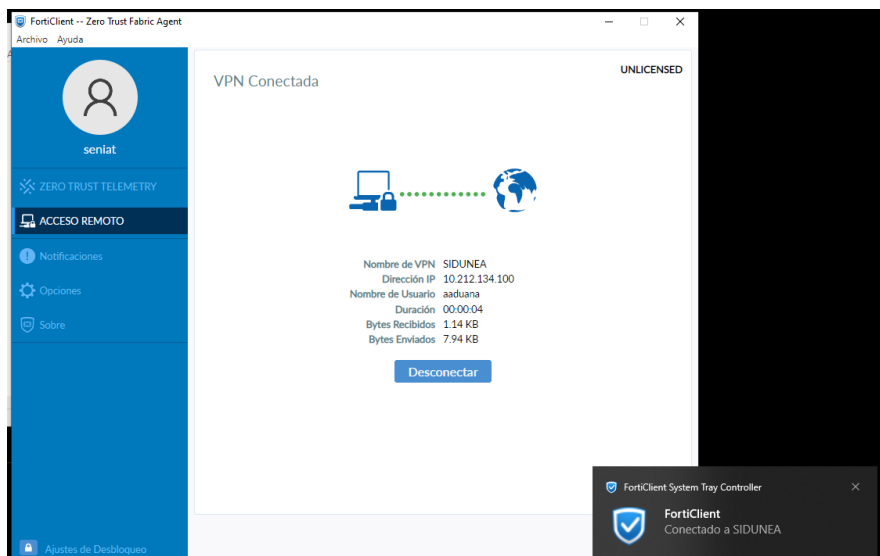 FortiClient -- Zero Trust Fabric Agent
Archivo Ayuda
seniat
ZERO TRUST TELEMETRY
ACCESO REMOTO
Notificaciones
Opciones
Sobre
Ajustes de Desbloqueo
VPN Conectada
UNLICENSED
Nombre de VPN SIDUNEA
Dirección IP 10.212.134.100
Nombre de Usuario aaduana
Duración 00:00:04
Bytes Recibidos 1.14 KB
Bytes Enviados 7.94 KB
Desconectar
FortiClient System Tray Controller
FortiClient
Conectado a SIDUNEA